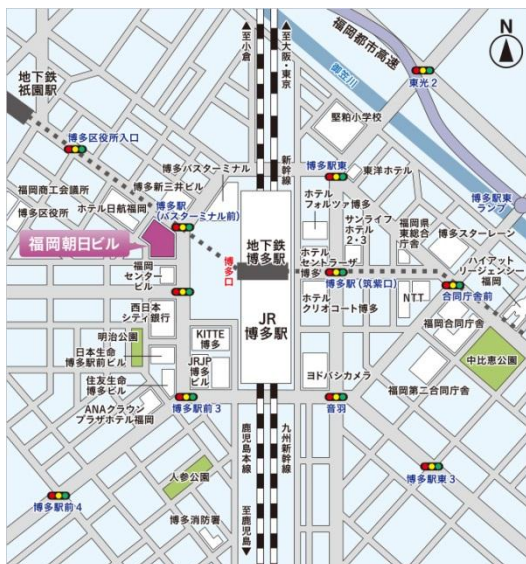 至小倉
至大阪・東京
福岡都市高速
N
御笠川
東光2
地下鉄
祇園駅
堅粕小学校
博多区役所入口
新幹線
博多駅東
東洋ホテル
博多バスターミナル
福岡商工会議所
博多新三井ビル
ホテル
フォルツァ博多
博多駅東
ランプ
博多区役所
ホテル日航福岡
博多駅
(バスターミナル前)
サンライフ
ホテル
2・3
福岡県
東総合
庁舎
博多スターレーン
福岡朝日ビル
地下鉄
博多駅
ホテル
セントラーザ
博多
ハイアット
リージェンシー
福岡
博多口
福岡
センター
ビル
博多駅(筑紫口)
合同庁舎前
ホテル
クリオコート博多
N.T.T
西日本
シティ銀行
JR
博多駅
福岡合同庁舎
明治公園
KITTE
博多
中比恵公園
日本生命
博多駅前ビル
JRJP
博多
ビル
ヨドバシカメラ
住友生命
博多ビル
福岡第二合同庁舎
ANAクラウン
プラザホテル福岡
博多駅前3
音羽
鹿児島本線
九州新幹線
人参公園
博多駅東3
博多駅前4
博多消防署
至鹿児島